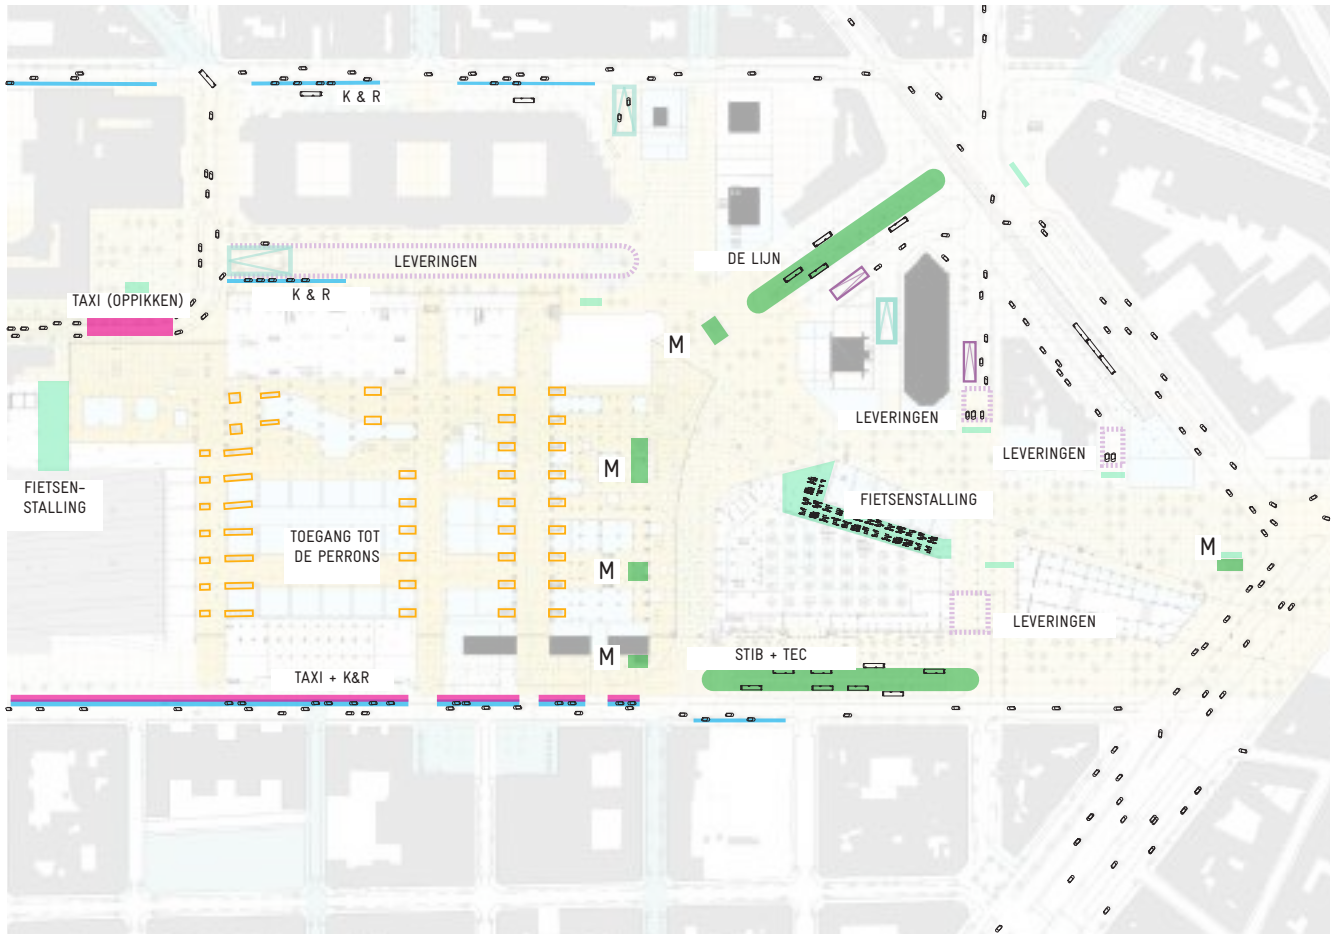 K & R
LEVERINGEN
DE LIJN
K & R
TAXI (OPPIKKEN)
M
LEVERINGEN
LEVERINGEN
M
FIETSEN-
STALLING
FIETSENSTALLING
TOEGANG TOT
DE PERRONS
M
M
LEVERINGEN
M
STIB + TEC
TAXI + K&R